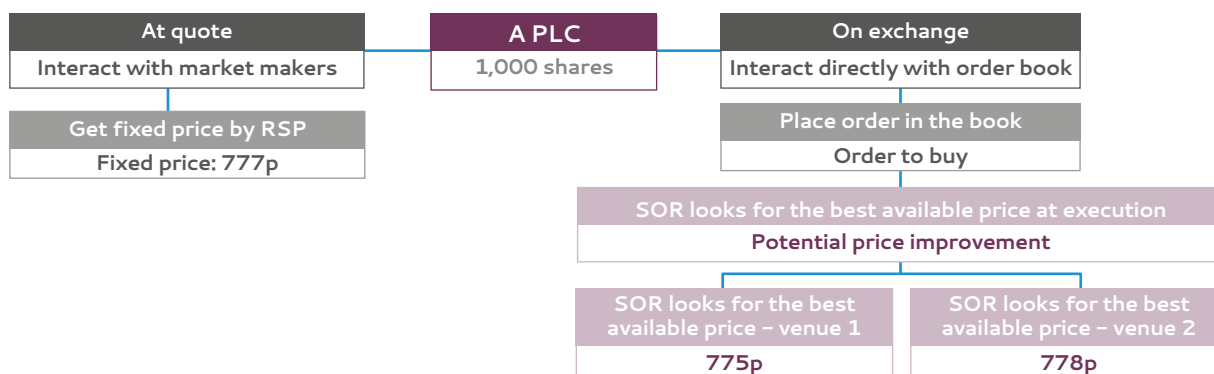 At quote
Interact with market makers
Get fixed price by RSP
Fixed price: 777p
A PLC
1,000 shares
On exchange
Interact directly with order book
Place order in the book
Order to buy
SOR looks for the best available price at execution
Potential price improvement
SOR looks for the best
available price – venue 1
775p
SOR looks for the best
available price – venue 2
778p